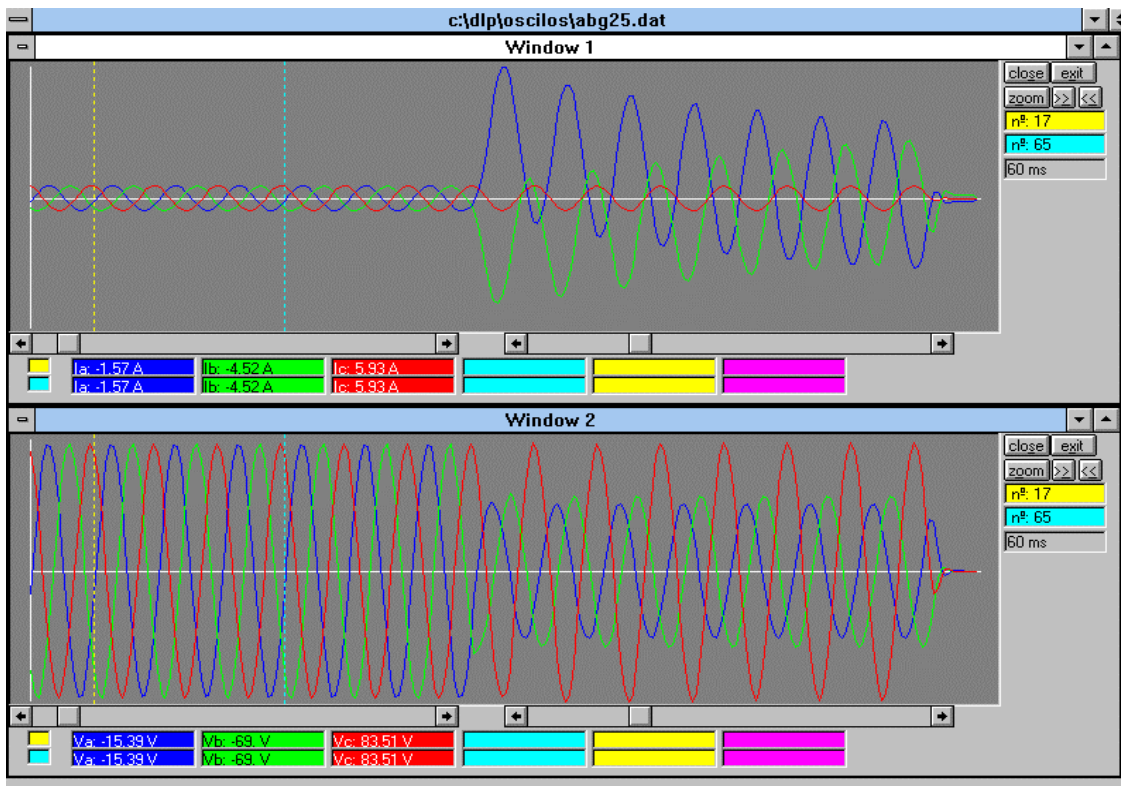 c:\dlp\oscilos\abg25.dat
Window 1
close exit
zoom >> <<
nº: 17
nº: 65
60 ms
Ia: -1.57 A Ib: -4.52 A Ic: 5.93 A
Ia: -1.57 A Ib: -4.52 A Ic: 5.93 A
Window 2
close exit
zoom >> <<
nº: 17
nº: 65
60 ms
Va: -15.39 V Vb: -69. V Vc: 83.51 V
Va: -15.39 V Vb: -69. V Vc: 83.51 V